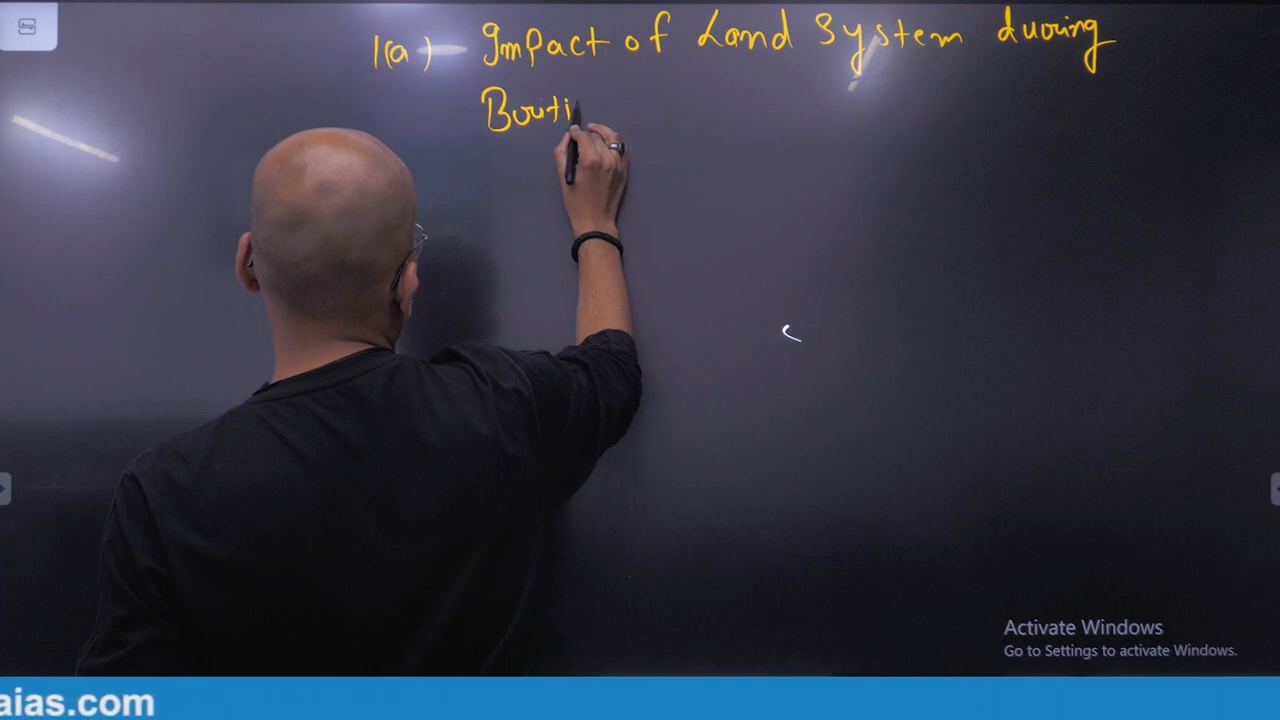 1(a) - Impact of Land System during
Briti
Activate Windows
Go to Settings to activate Windows.
aias.com